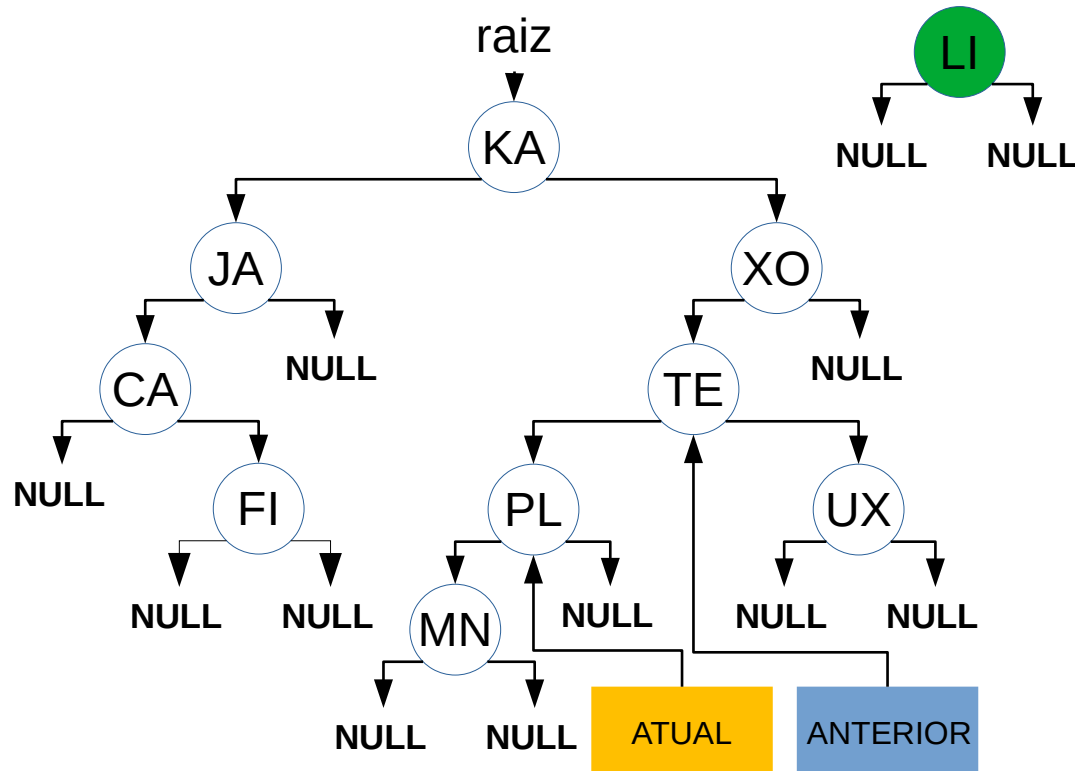 raiz
LI
KA
NULL NULL
JA
XO
CA
NULL
TE
NULL
NULL
FI
PL
UX
NULL NULL
MN
NULL
NULL NULL
NULL NULL
ATUAL
ANTERIOR